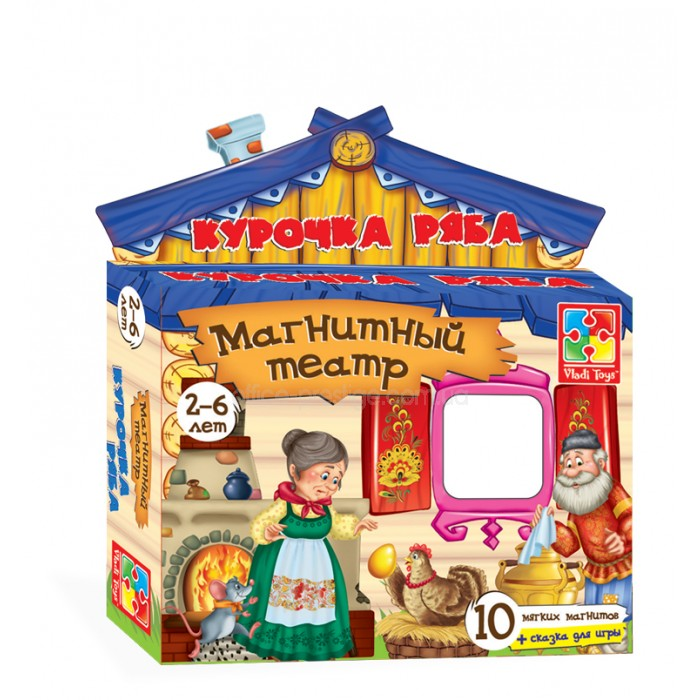 КУРОЧКА РЯБА
КУРОЧКА РЯБА
Магнитный
театр
2-6
лет
Vladi Toys™
2-6
лет
Магнитный
театр
КУРОЧКА
РЯБА
Vladi Toys
10 мягких магнитов
+ сказка для игры